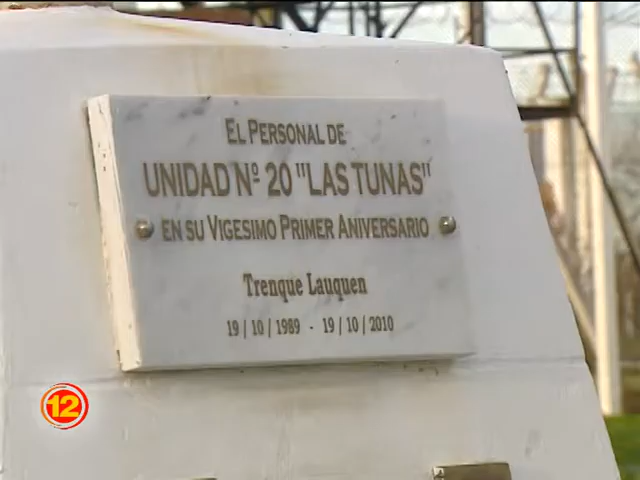 EL PERSONAL DE
UNIDAD Nº 20 "LAS TUNAS"
EN SU VIGESIMO PRIMER ANIVERSARIO
Trenque Lauquen
19 / 10 / 1989 - 19 / 10 / 2010
12